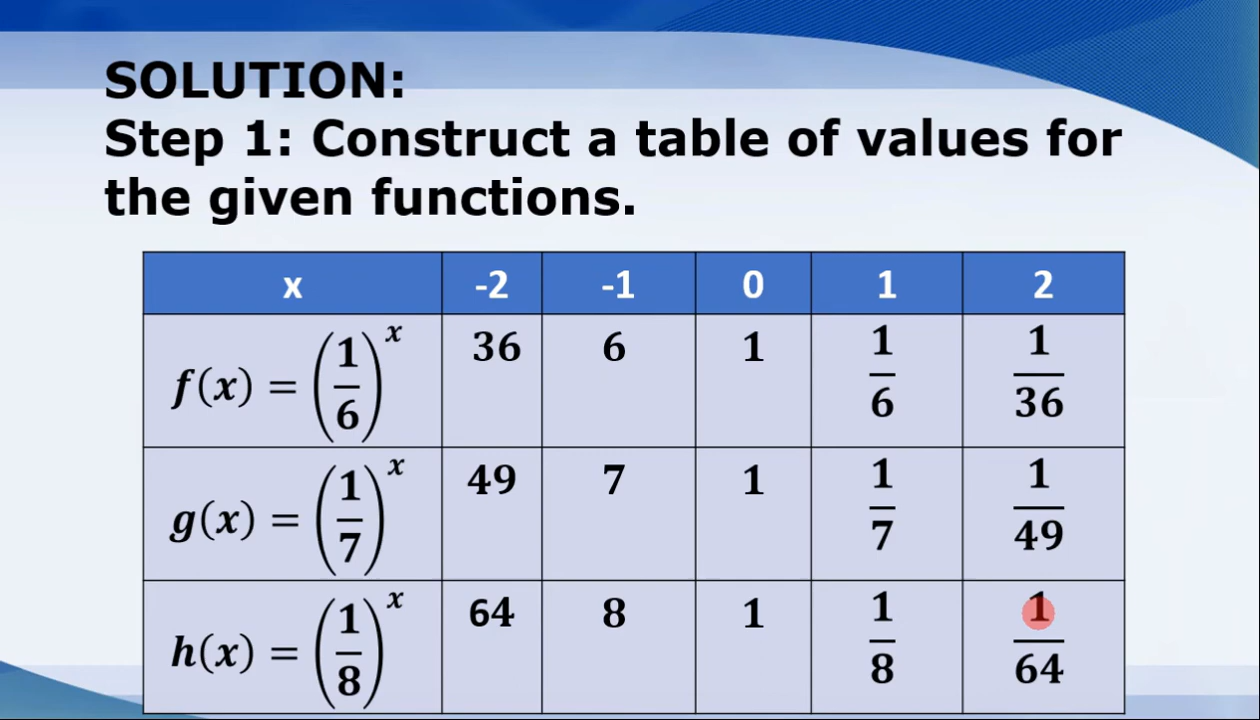 SOLUTION:
Step 1: Construct a table of values for
the given functions.
x -2 -1 0 1 2
f(x) = (1/6)^x 36 6 1 1/6 1/36
g(x) = (1/7)^x 49 7 1 1/7 1/49
h(x) = (1/8)^x 64 8 1 1/8 1/64